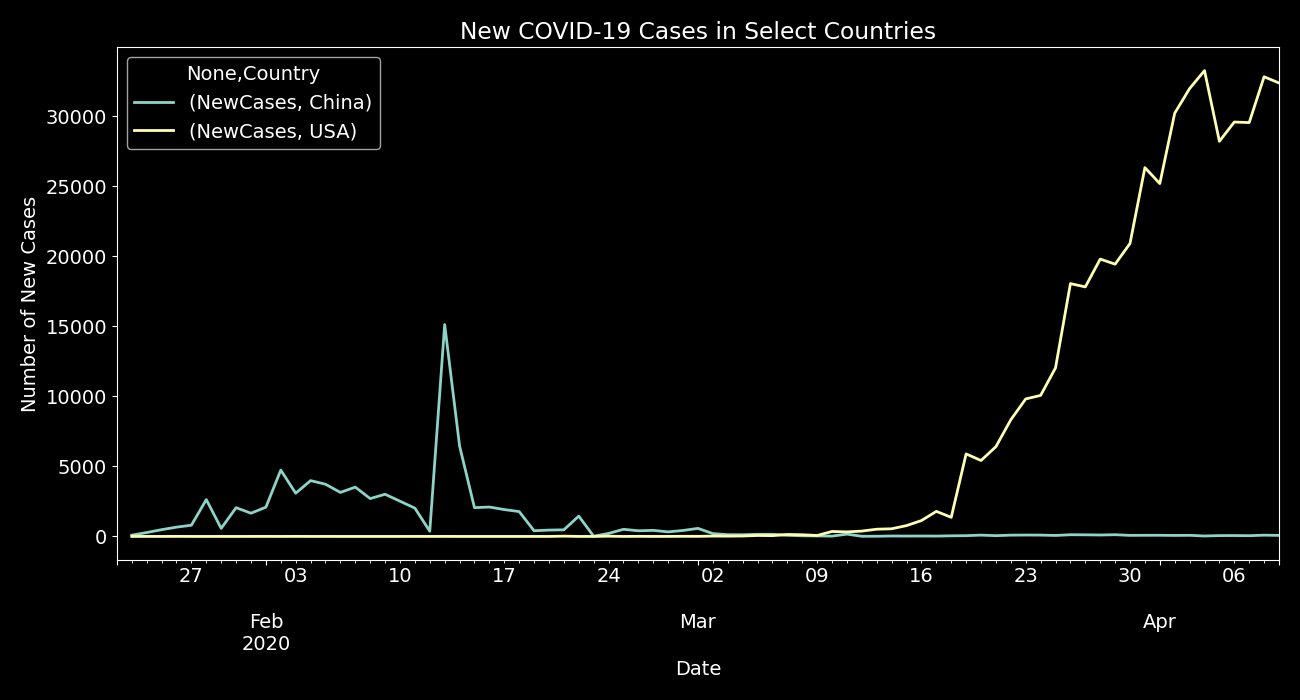 New COVID-19 Cases in Select Countries
None,Country
(NewCases, China)
(NewCases, USA)
Number of New Cases
30000
25000
20000
15000
10000
5000
0
27 03 10 17 24 02 09 16 23 30 06
Feb Mar Apr
2020
Date